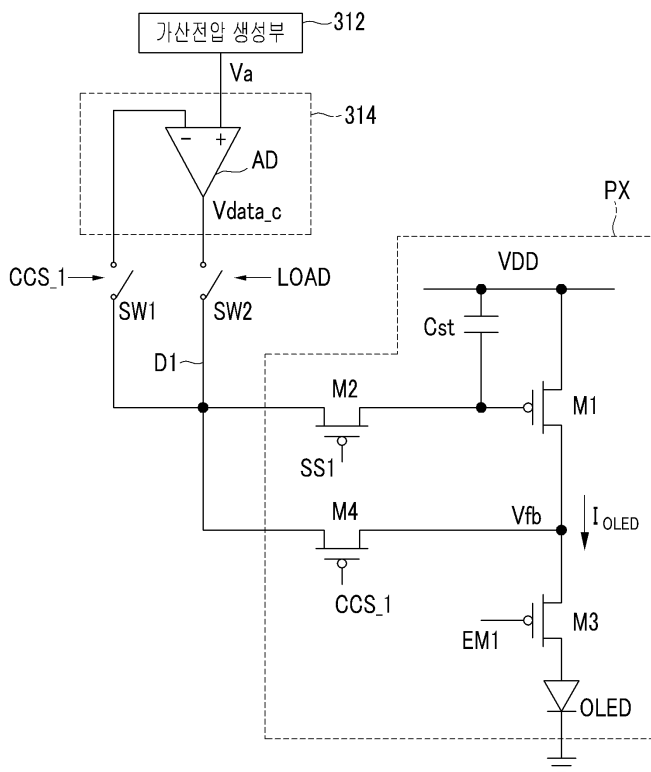 가산전압 생성부
312
Va
314
− +
AD
Vdata_c
PX
CCS_1
SW1
SW2
LOAD
VDD
Cst
D1
M2
M1
SS1
M4
Vfb
I OLED
CCS_1
M3
EM1
OLED